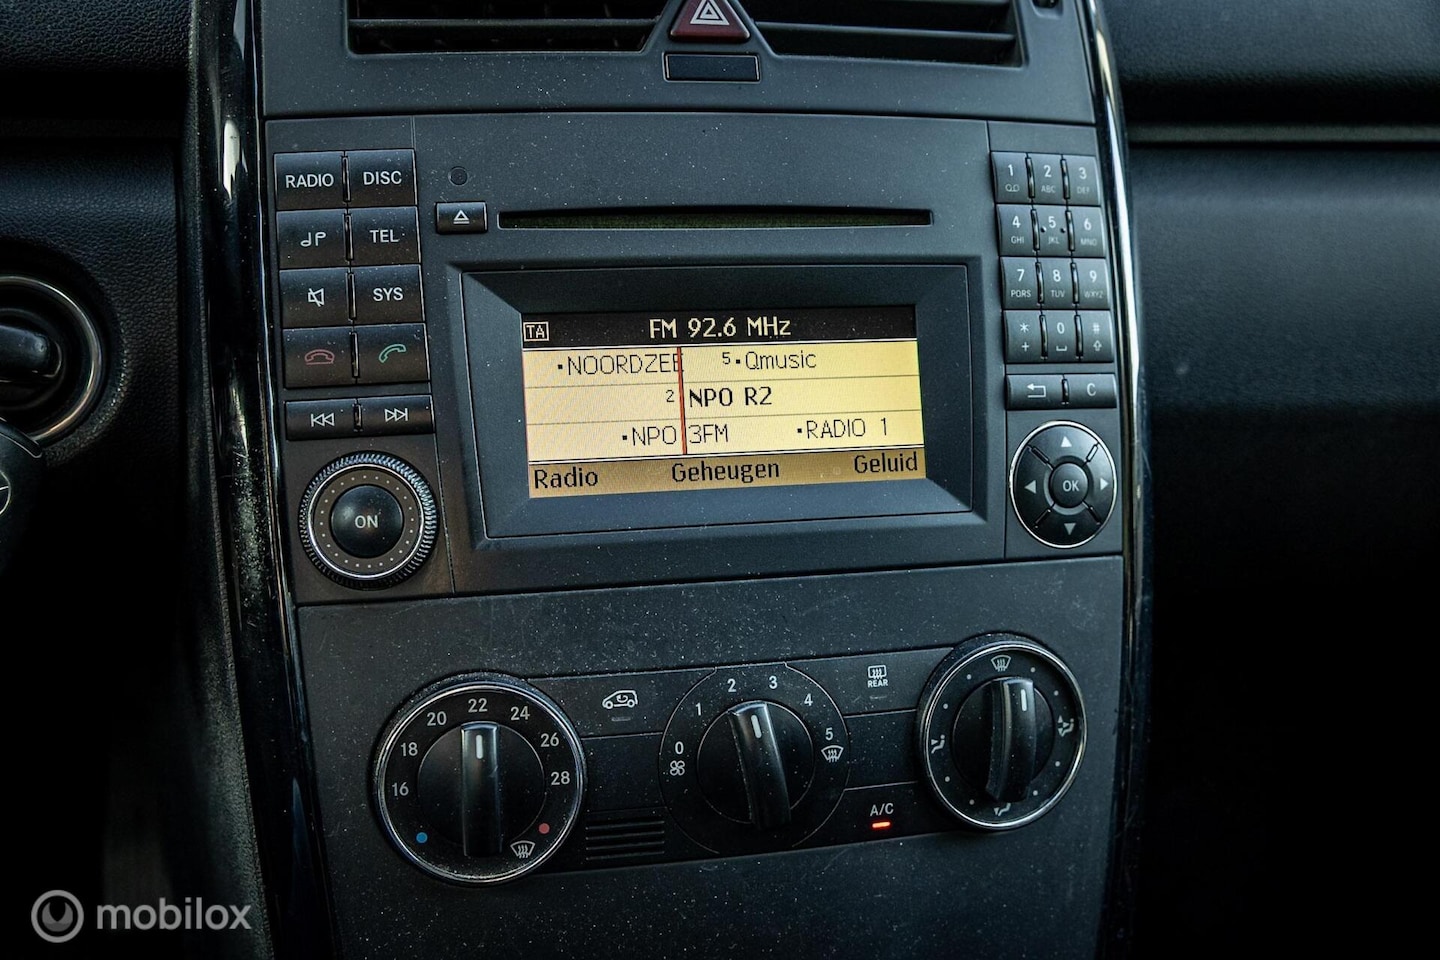 RADIO DISC
TEL
SYS
ON
TA FM 92.6 MHz
•NOORDZEE 5•Qmusic
2 NPO R2
•NPO 3FM •RADIO 1
Radio Geheugen Geluid
1 2 3
ABC DEF
4 5 6
GHI JKL MNO
7 8 9
PQRS TUV WXYZ
* 0 #
+
C
OK
16 18 20 22 24 26 28
0 1 2 3 4 5
REAR
A/C
mobilox